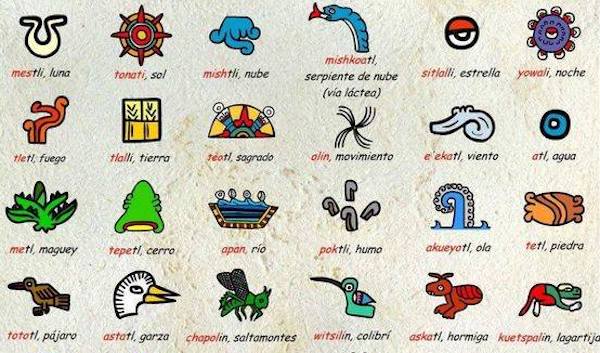 mestli, luna
tonati, sol
mishtli, nube
mishkoatl,
serpiente de nube
(vía láctea)
sitlalli, estrella
yowali, noche
tletl, fuego
tlalli, tierra
teotl, sagrado
olin, movimiento
e'ekatl, viento
atl, agua
metl, maguey
tepetl, cerro
apan, río
poktli, humo
akueyotl, ola
tetl, piedra
tototl, pájaro
astatl, garza
chapolin, saltamontes
witsilin, colibrí
askatl, hormiga
kuetspalin, lagartija